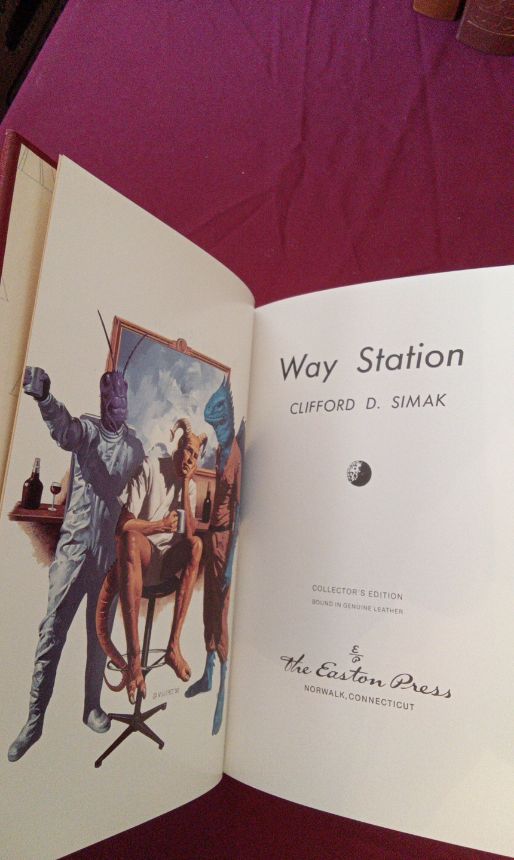 Way Station
CLIFFORD D. SIMAK
COLLECTOR'S EDITION
BOUND IN GENUINE LEATHER
the Easton Press
NORWALK, CONNECTICUT